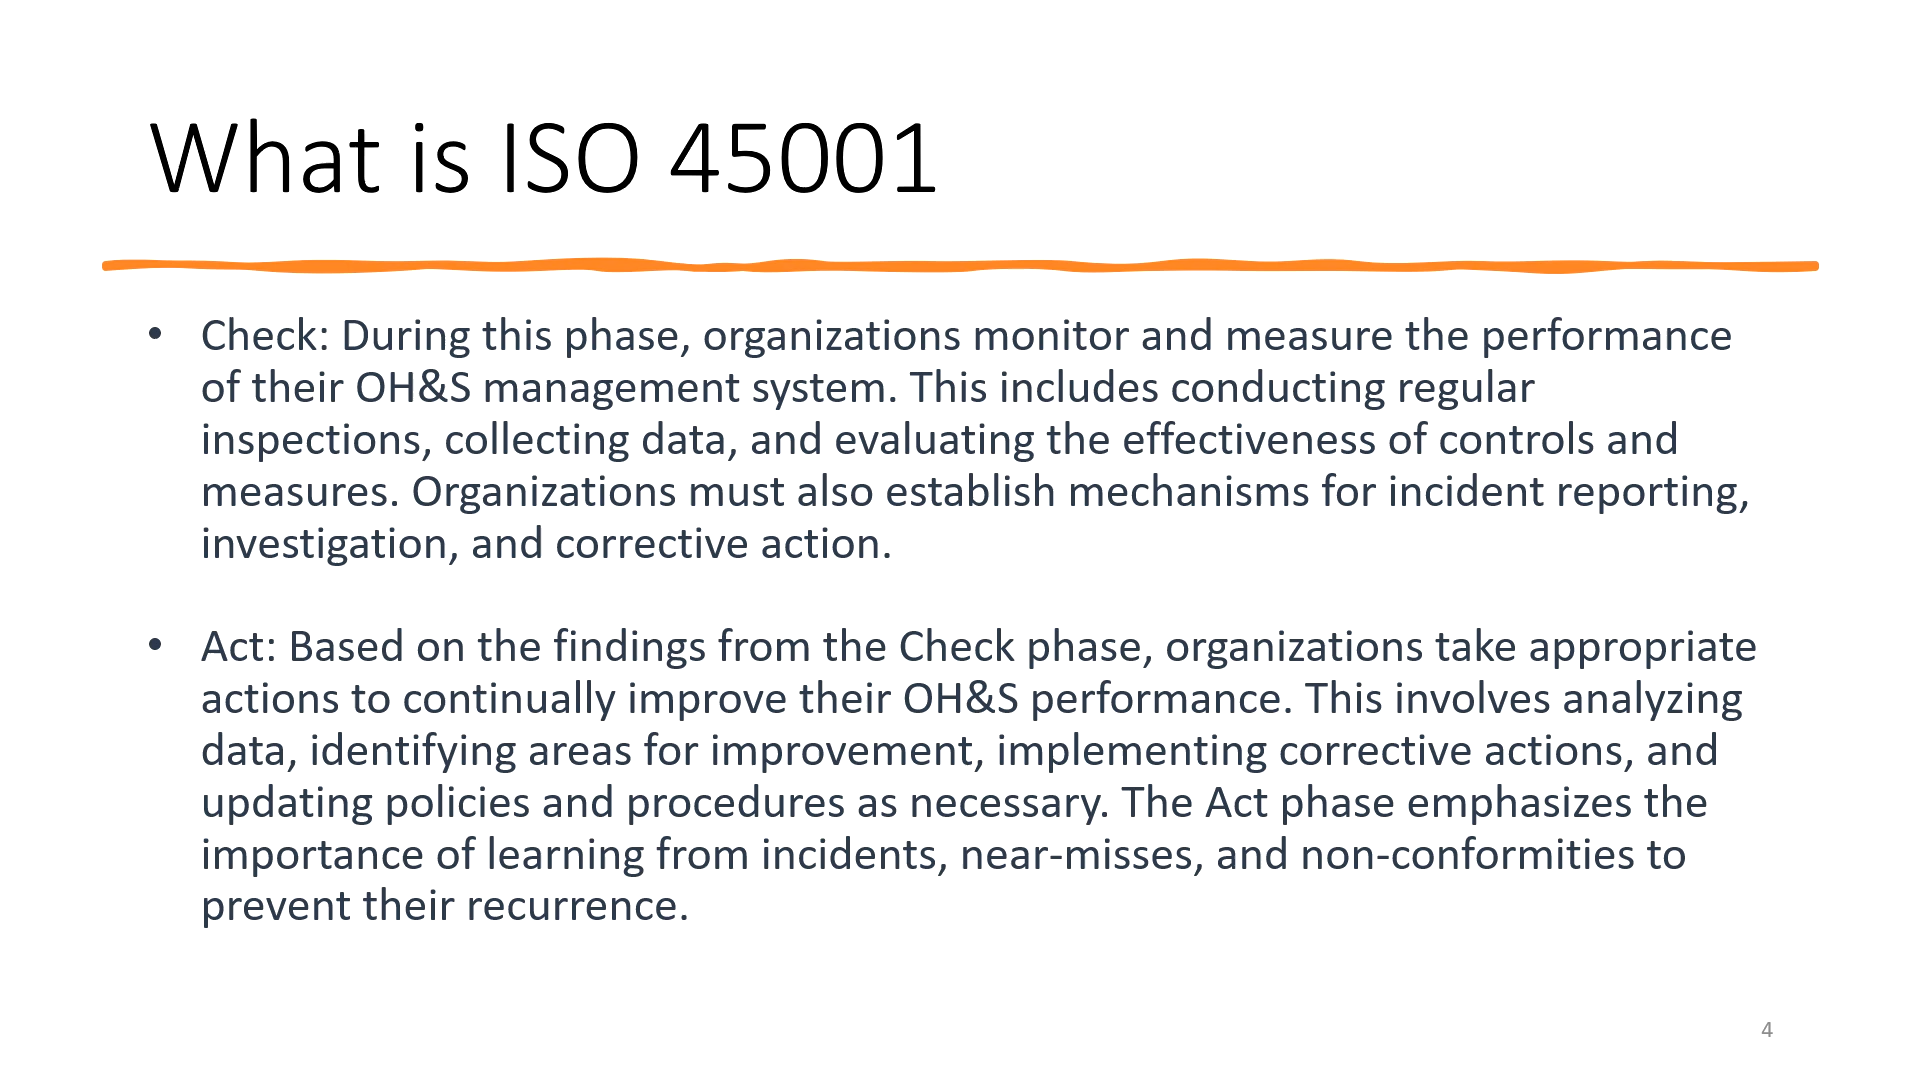 What is ISO 45001
• Check: During this phase, organizations monitor and measure the performance
of their OH&S management system. This includes conducting regular
inspections, collecting data, and evaluating the effectiveness of controls and
measures. Organizations must also establish mechanisms for incident reporting,
investigation, and corrective action.
• Act: Based on the findings from the Check phase, organizations take appropriate
actions to continually improve their OH&S performance. This involves analyzing
data, identifying areas for improvement, implementing corrective actions, and
updating policies and procedures as necessary. The Act phase emphasizes the
importance of learning from incidents, near-misses, and non-conformities to
prevent their recurrence.
4